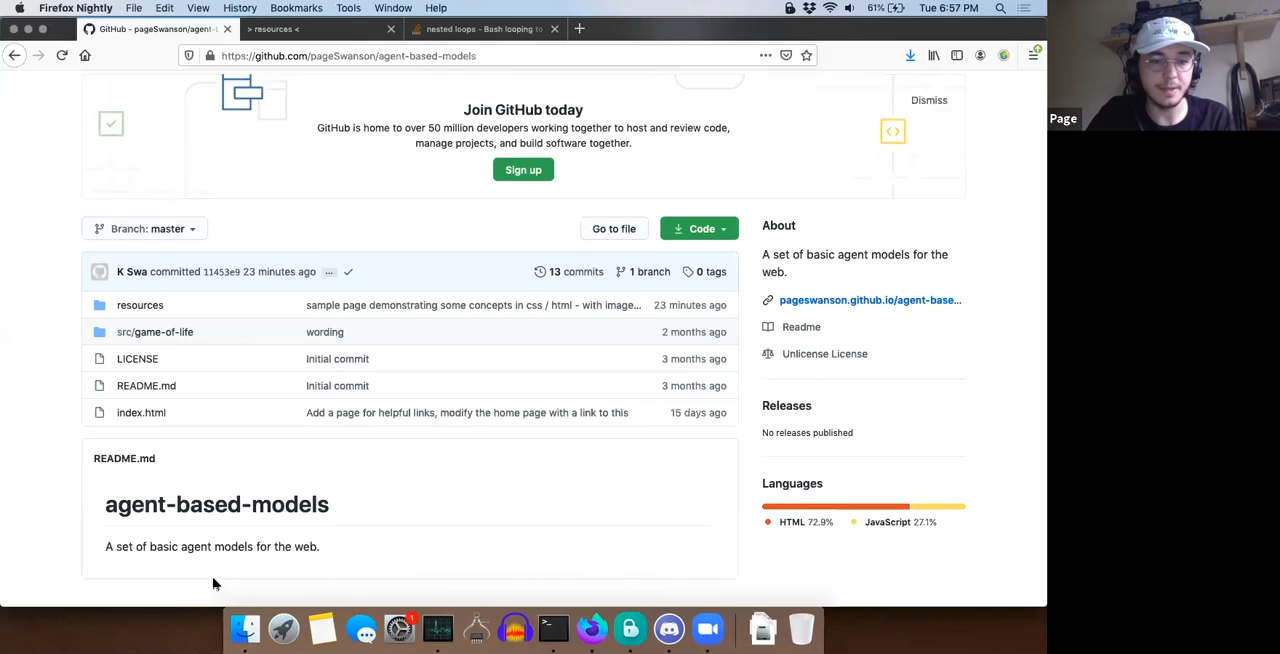 Firefox Nightly File Edit View History Bookmarks Tools Window Help 61% Tue 6:57 PM
GitHub - pageSwanson/agent-
> resources <
nested loops - Bash looping to
https://github.com/pageSwanson/agent-based-models
Join GitHub today
Dismiss
GitHub is home to over 50 million developers working together to host and review code,
manage projects, and build software together.
Sign up
Branch: master
Go to file
Code
K Swa committed 11453e9 23 minutes ago ...
13 commits
1 branch
0 tags
resources sample page demonstrating some concepts in css / html - with image... 23 minutes ago
src/game-of-life wording 2 months ago
LICENSE Initial commit 3 months ago
README.md Initial commit 3 months ago
index.html Add a page for helpful links, modify the home page with a link to this 15 days ago
README.md
agent-based-models
A set of basic agent models for the web.
About
A set of basic agent models for the
web.
pageswanson.github.io/agent-base...
Readme
Unlicense License
Releases
No releases published
Languages
HTML 72.9% JavaScript 27.1%
1
>_
Page